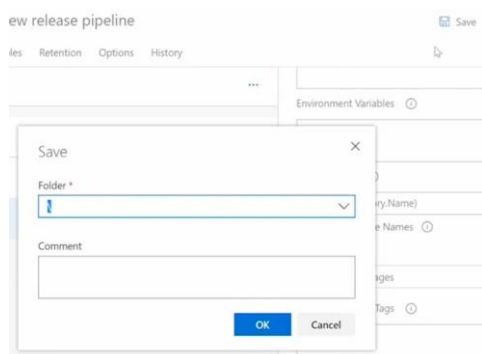 ew release pipeline
Save
les Retention Options History
...
Environment Variables
Save
Folder *
\
ry.Name)
e Names
Comment
ages
Tags
OK Cancel